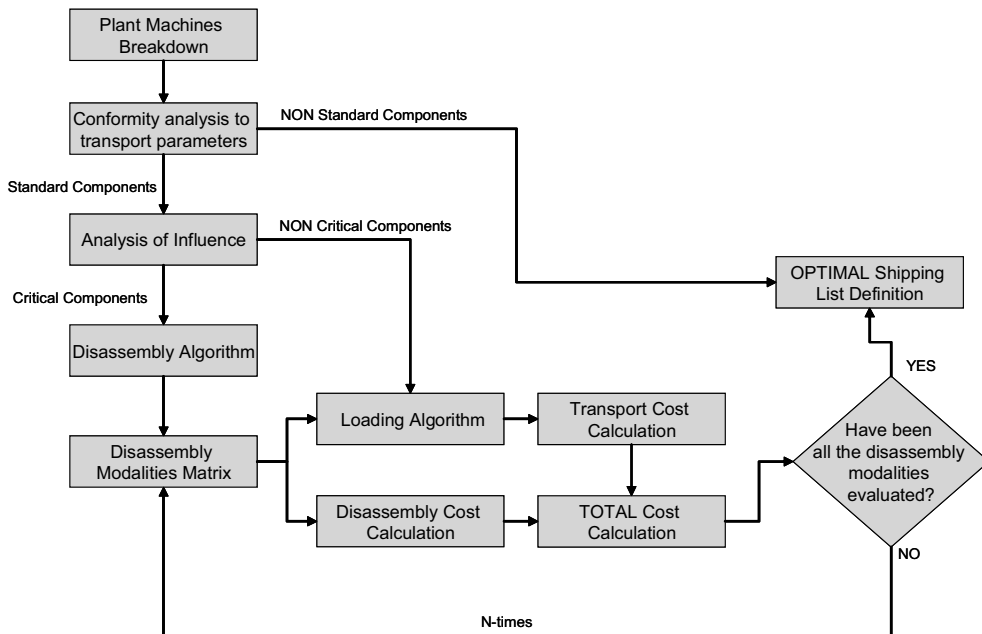 Plant Machines
Breakdown
Conformity analysis to
transport parameters
NON Standard Components
Standard Components
Analysis of Influence
NON Critical Components
Critical Components
OPTIMAL Shipping
List Definition
Disassembly Algorithm
YES
Loading Algorithm
Transport Cost
Calculation
Disassembly
Modalities Matrix
Have been
all the disassembly
modalities
evaluated?
Disassembly Cost
Calculation
TOTAL Cost
Calculation
NO
N-times